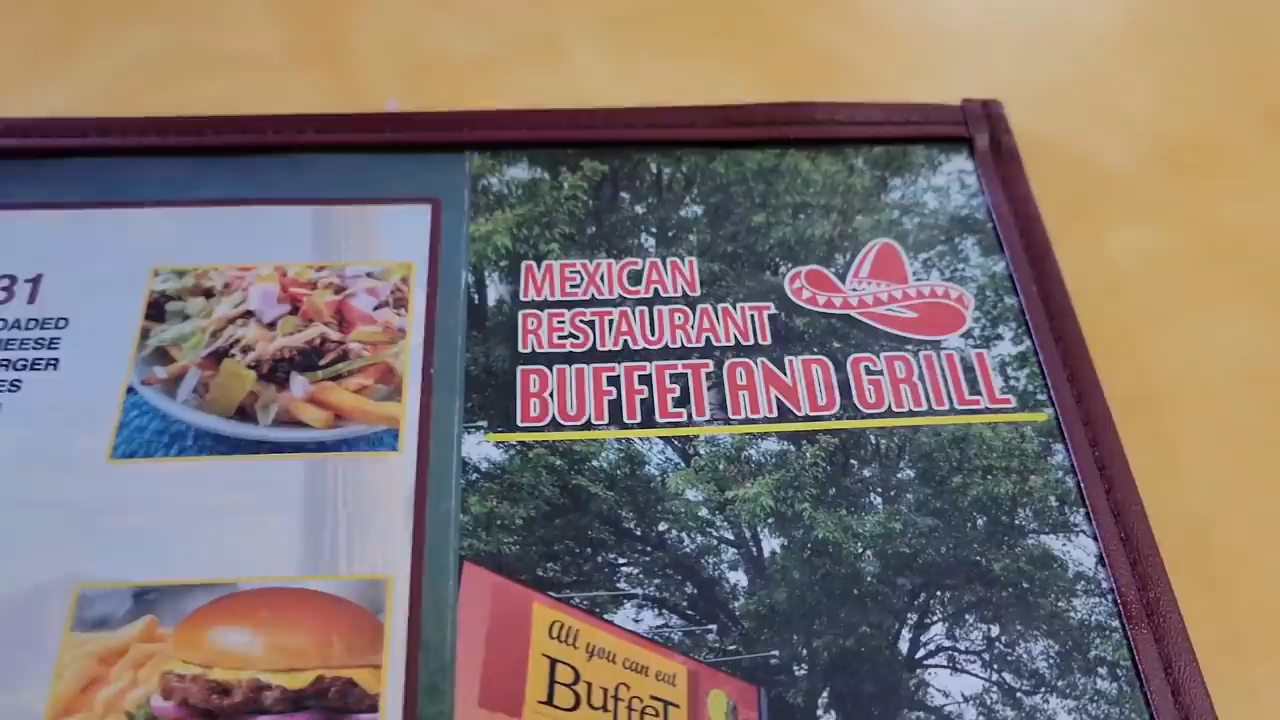 31
MEXICAN
RESTAURANT
BUFFET AND GRILL
All you can eat
Buffet